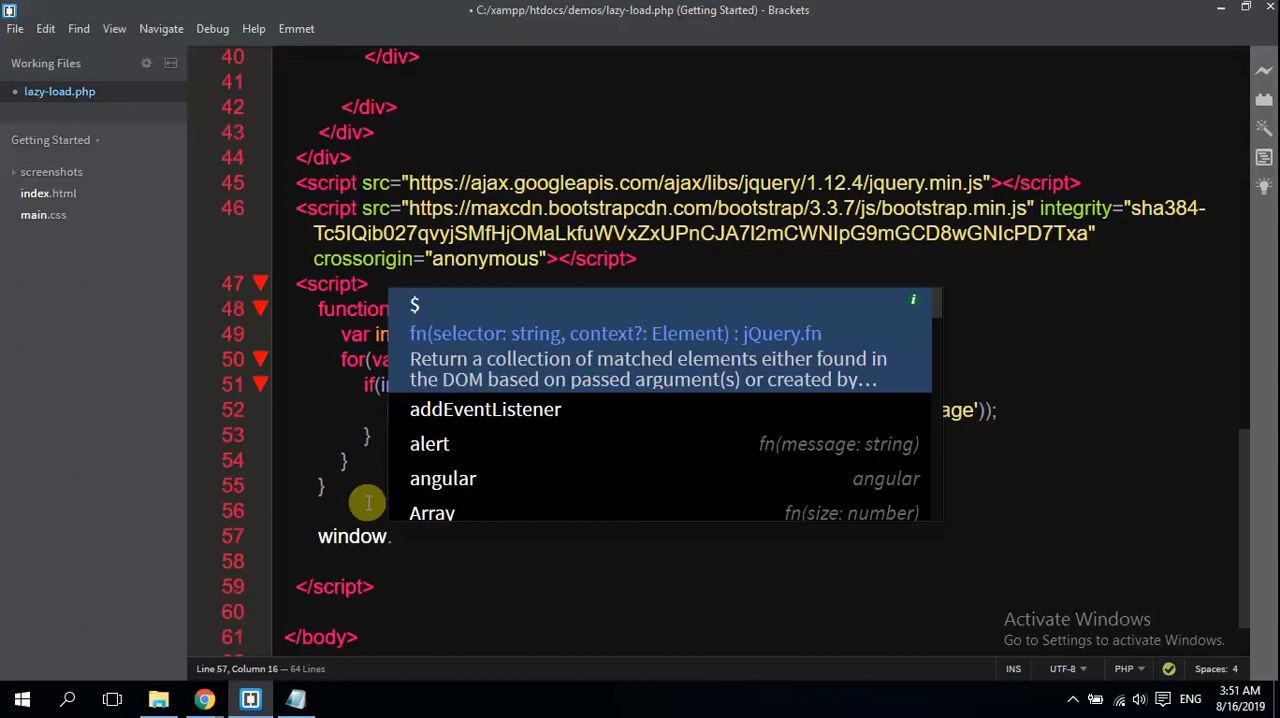 • C:/xampp/htdocs/demos/lazy-load.php (Getting Started) - Brackets
File Edit Find View Navigate Debug Help Emmet
Working Files
• lazy-load.php
Getting Started
screenshots
index.html
main.css
40 </div>
41
42 </div>
43 </div>
44 </div>
45 <script src="https://ajax.googleapis.com/ajax/libs/jquery/1.12.4/jquery.min.js"></script>
46 <script src="https://maxcdn.bootstrapcdn.com/bootstrap/3.3.7/js/bootstrap.min.js" integrity="sha384-
Tc5IQib027qvyjSMfHjOMaLkfuWVxZxUPnCJA7l2mCWNIpG9mGCD8wGNIcPD7Txa"
crossorigin="anonymous"></script>
47 <script>
48 function
49 var in
50 for(va
51 if(i
52 age'));
53 }
54 }
55 }
56
57 window.
58
59 </script>
60
61 </body>
$
fn(selector: string, context?: Element) : jQuery.fn
Return a collection of matched elements either found in
the DOM based on passed argument(s) or created by…
addEventListener
alert fn(message: string)
angular angular
Array fn(size: number)
Activate Windows
Go to Settings to activate Windows.
Line 57, Column 16 — 64 Lines
INS UTF-8 PHP Spaces: 4
ENG
3:51 AM
8/16/2019